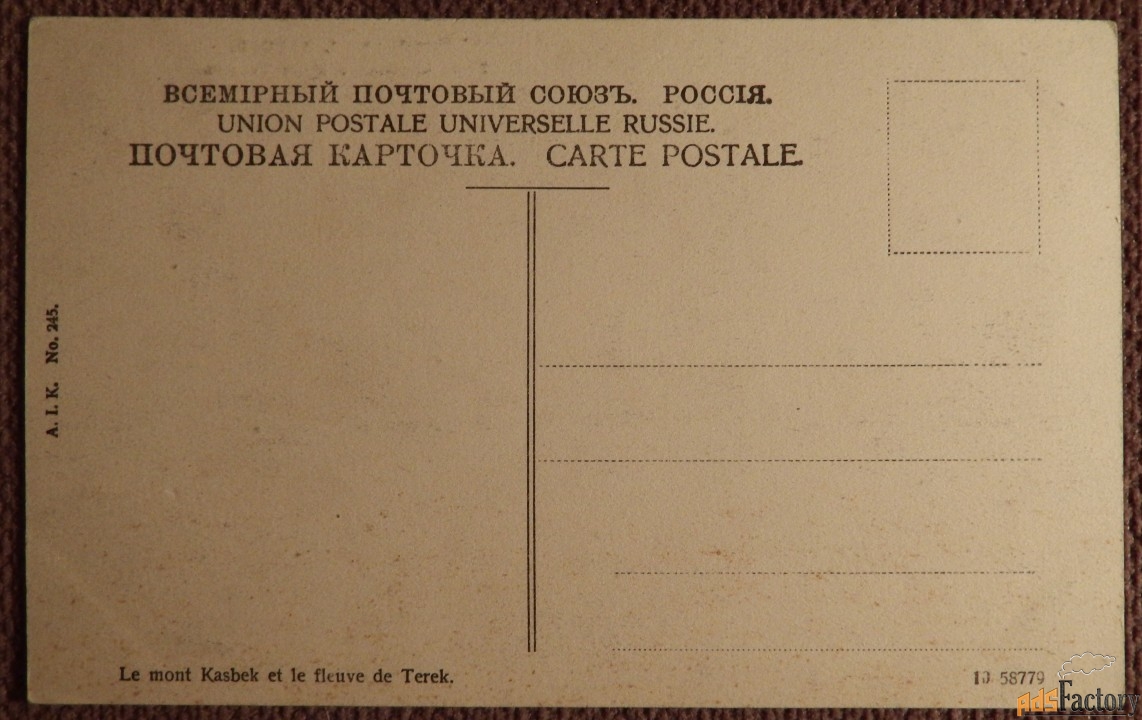 ВСЕМІРНЫЙ ПОЧТОВЫЙ СОЮЗЪ. РОССІЯ.
UNION POSTALE UNIVERSELLE RUSSIE.
ПОЧТОВАЯ КАРТОЧКА. CARTE POSTALE.
A. I. K. No. 245.
Le mont Kasbek et le fleuve de Terek.
58779
AdsFactory